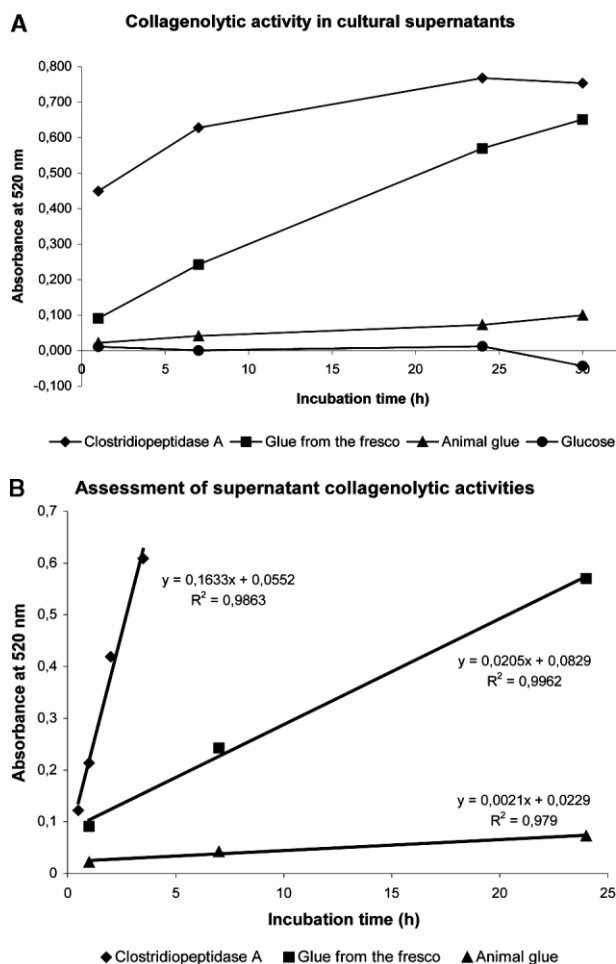 A
Collagenolytic activity in cultural supernatants
0,800
0,700
0,600
0,500
0,400
0,300
0,200
0,100
0,000
-0,100
Absorbance at 520 nm
0 5 10 15 20 25 30
Incubation time (h)
Clostridiopeptidase A Glue from the fresco Animal glue Glucose
B
Assessment of supernatant collagenolytic activities
0,7
0,6
0,5
0,4
0,3
0,2
0,1
0
Absorbance at 520 nm
y = 0,1633x + 0,0552
R² = 0,9863
y = 0,0205x + 0,0829
R² = 0,9962
y = 0,0021x + 0,0229
R² = 0,979
0 5 10 15 20 25
Incubation time (h)
Clostridiopeptidase A Glue from the fresco Animal glue